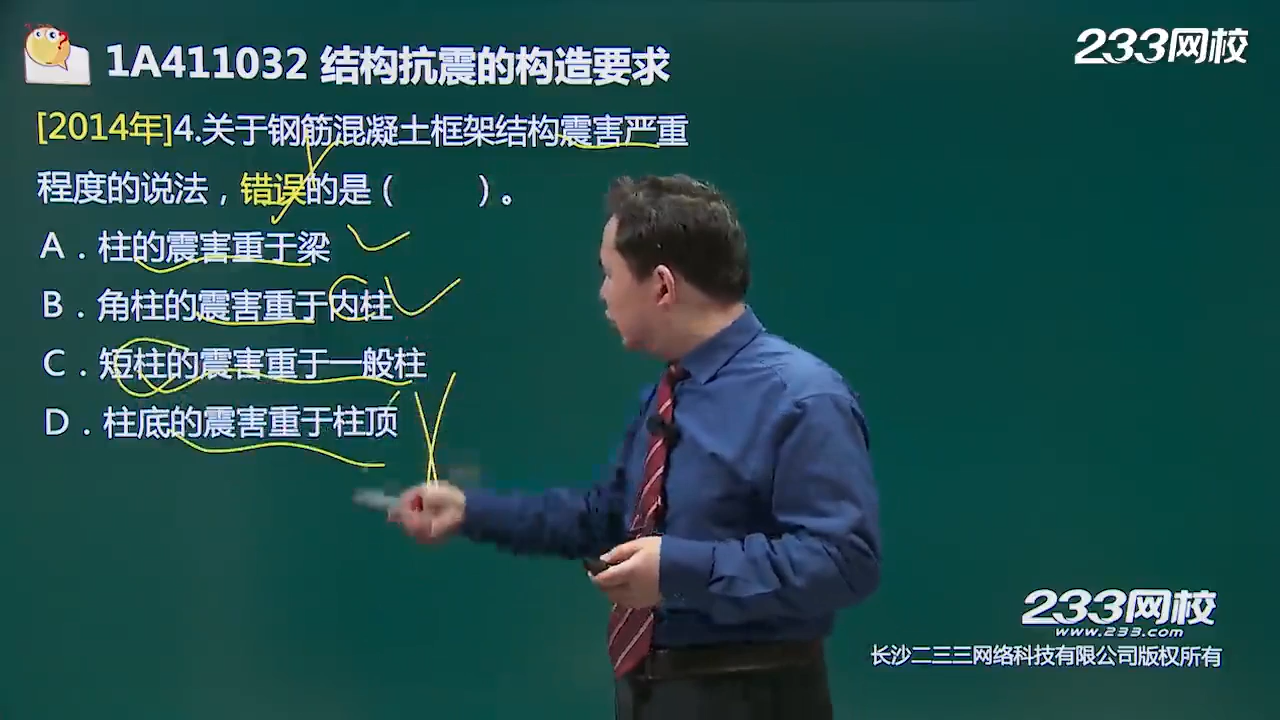 1A411032 结构抗震的构造要求
233网校
[2014年]4.关于钢筋混凝土框架结构震害严重
程度的说法，错误的是（　　）。
A．柱的震害重于梁
B．角柱的震害重于内柱
C．短柱的震害重于一般柱
D．柱底的震害重于柱顶
233网校
www.233.com
长沙二三三网络科技有限公司版权所有